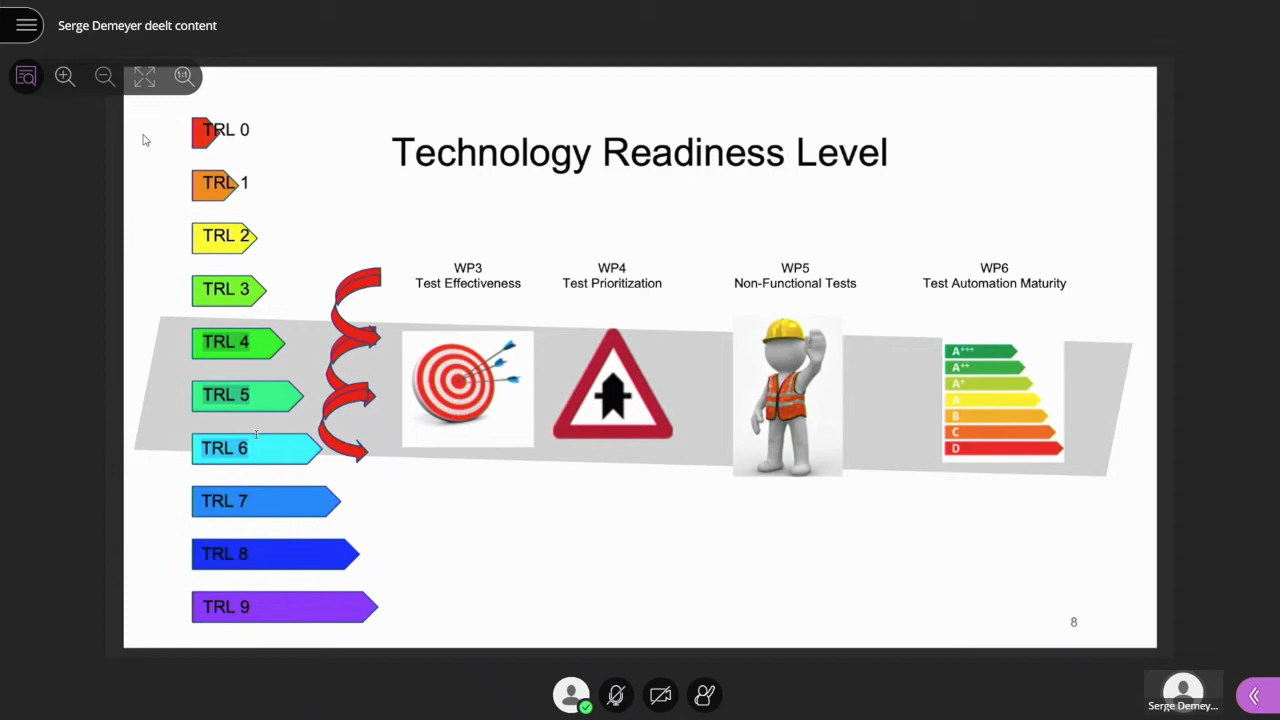 Serge Demeyer deelt content
1:1
Technology Readiness Level
TRL 0
TRL 1
TRL 2
TRL 3
TRL 4
TRL 5
TRL 6
TRL 7
TRL 8
TRL 9
WP3
Test Effectiveness
WP4
Test Prioritization
WP5
Non-Functional Tests
WP6
Test Automation Maturity
A+++
A++
A+
A
B
C
D
8
Serge Demey...